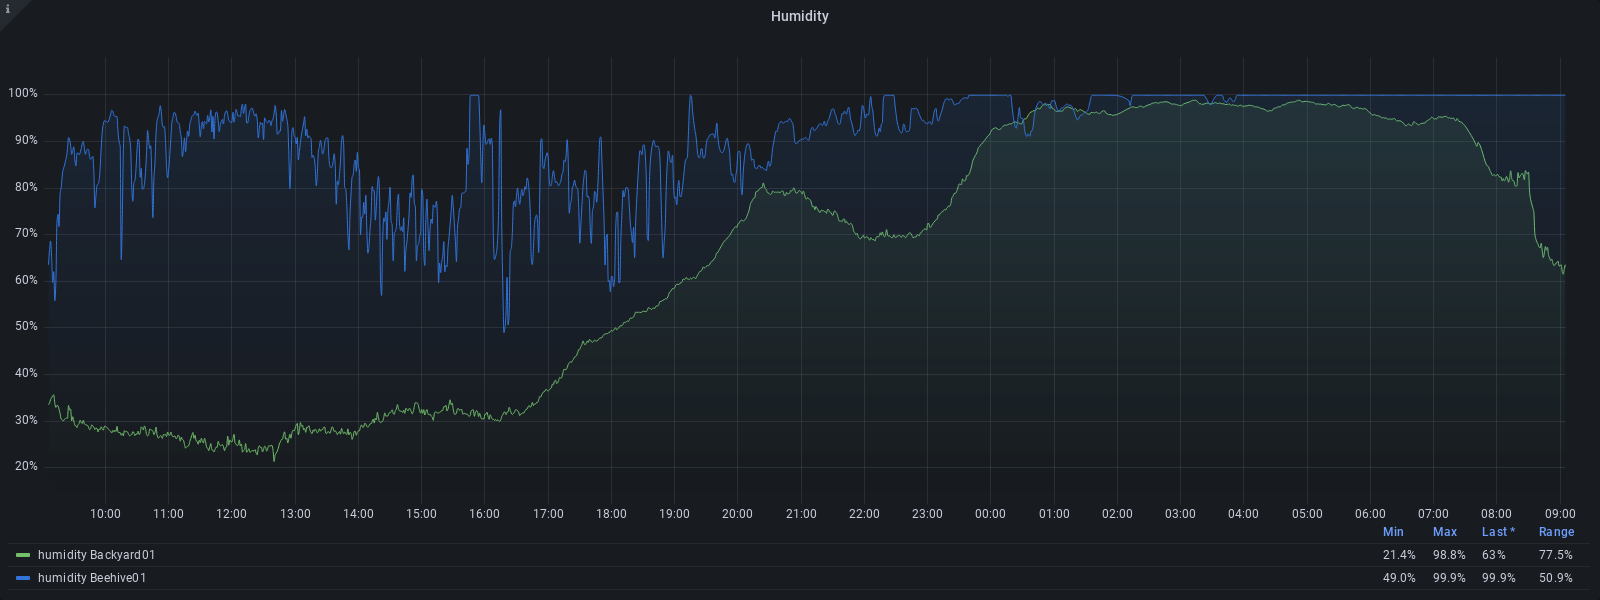 i
Humidity
100%
90%
80%
70%
60%
50%
40%
30%
20%
10:00 11:00 12:00 13:00 14:00 15:00 16:00 17:00 18:00 19:00 20:00 21:00 22:00 23:00 00:00 01:00 02:00 03:00 04:00 05:00 06:00 07:00 08:00 09:00
Min Max Last * Range
humidity Backyard01 21.4% 98.8% 63% 77.5%
humidity Beehive01 49.0% 99.9% 99.9% 50.9%